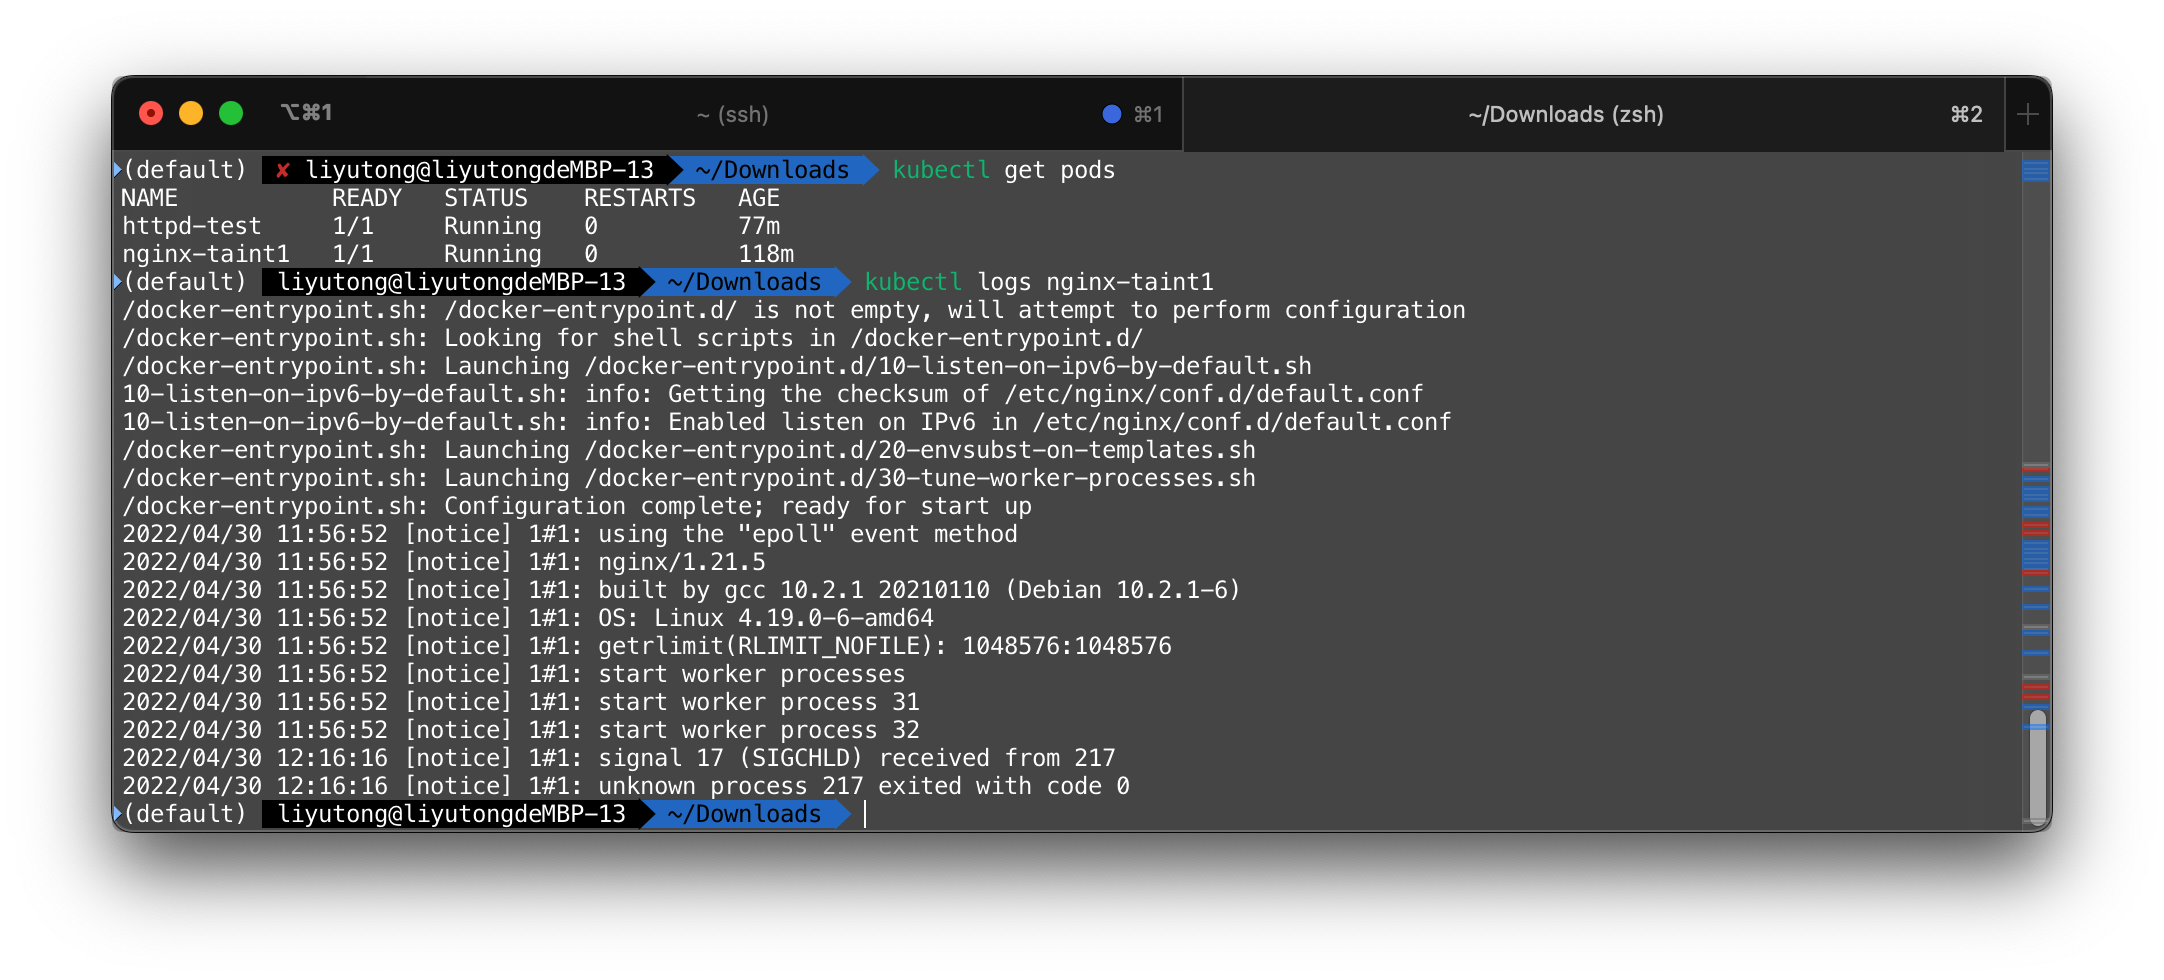 ⌥⌘1 ~ (ssh) ⌘1 ~/Downloads (zsh) ⌘2 +
(default) ✘ liyutong@liyutongdeMBP-13 ~/Downloads kubectl get pods
NAME READY STATUS RESTARTS AGE
httpd-test 1/1 Running 0 77m
nginx-taint1 1/1 Running 0 118m
(default) liyutong@liyutongdeMBP-13 ~/Downloads kubectl logs nginx-taint1
/docker-entrypoint.sh: /docker-entrypoint.d/ is not empty, will attempt to perform configuration
/docker-entrypoint.sh: Looking for shell scripts in /docker-entrypoint.d/
/docker-entrypoint.sh: Launching /docker-entrypoint.d/10-listen-on-ipv6-by-default.sh
10-listen-on-ipv6-by-default.sh: info: Getting the checksum of /etc/nginx/conf.d/default.conf
10-listen-on-ipv6-by-default.sh: info: Enabled listen on IPv6 in /etc/nginx/conf.d/default.conf
/docker-entrypoint.sh: Launching /docker-entrypoint.d/20-envsubst-on-templates.sh
/docker-entrypoint.sh: Launching /docker-entrypoint.d/30-tune-worker-processes.sh
/docker-entrypoint.sh: Configuration complete; ready for start up
2022/04/30 11:56:52 [notice] 1#1: using the "epoll" event method
2022/04/30 11:56:52 [notice] 1#1: nginx/1.21.5
2022/04/30 11:56:52 [notice] 1#1: built by gcc 10.2.1 20210110 (Debian 10.2.1-6)
2022/04/30 11:56:52 [notice] 1#1: OS: Linux 4.19.0-6-amd64
2022/04/30 11:56:52 [notice] 1#1: getrlimit(RLIMIT_NOFILE): 1048576:1048576
2022/04/30 11:56:52 [notice] 1#1: start worker processes
2022/04/30 11:56:52 [notice] 1#1: start worker process 31
2022/04/30 11:56:52 [notice] 1#1: start worker process 32
2022/04/30 12:16:16 [notice] 1#1: signal 17 (SIGCHLD) received from 217
2022/04/30 12:16:16 [notice] 1#1: unknown process 217 exited with code 0
(default) liyutong@liyutongdeMBP-13 ~/Downloads